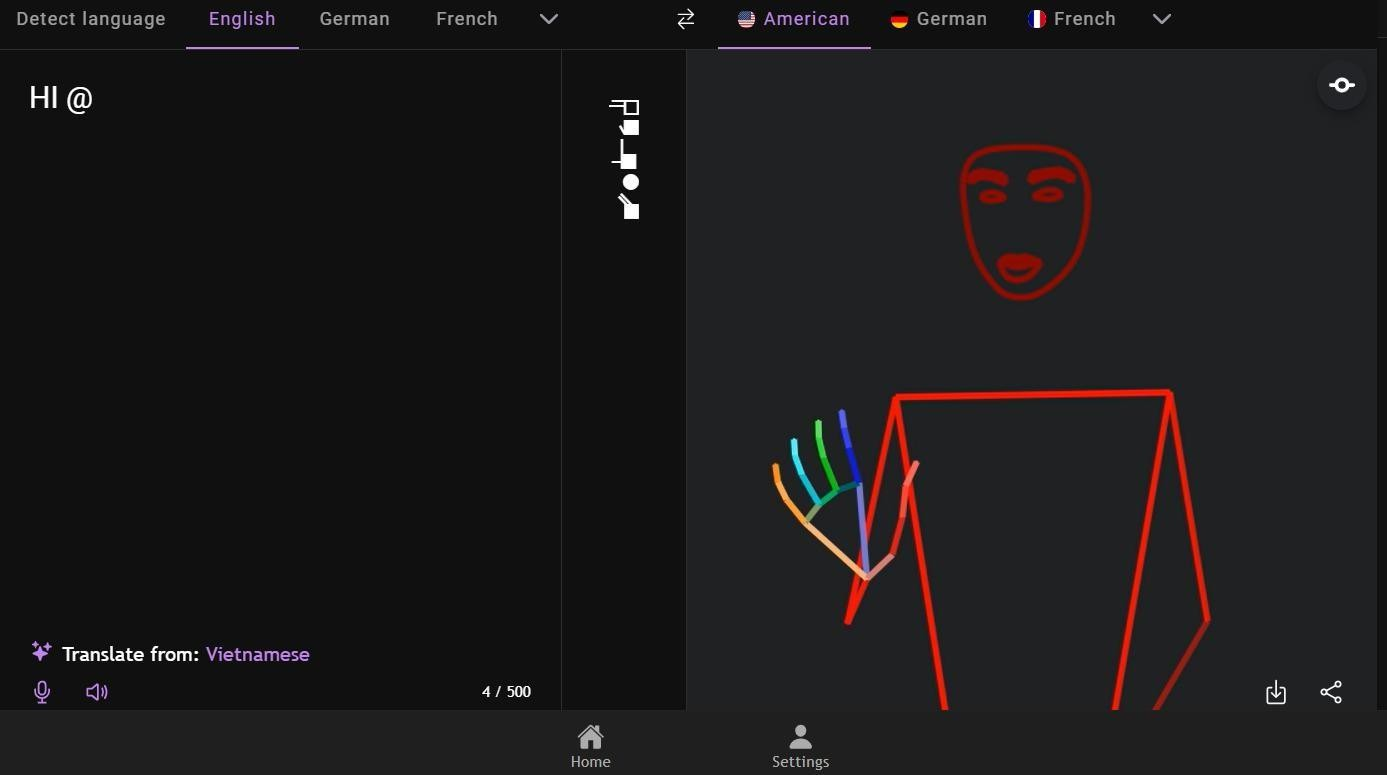 Detect language English German French American German French
HI @
Translate from: Vietnamese
4 / 500
Home Settings